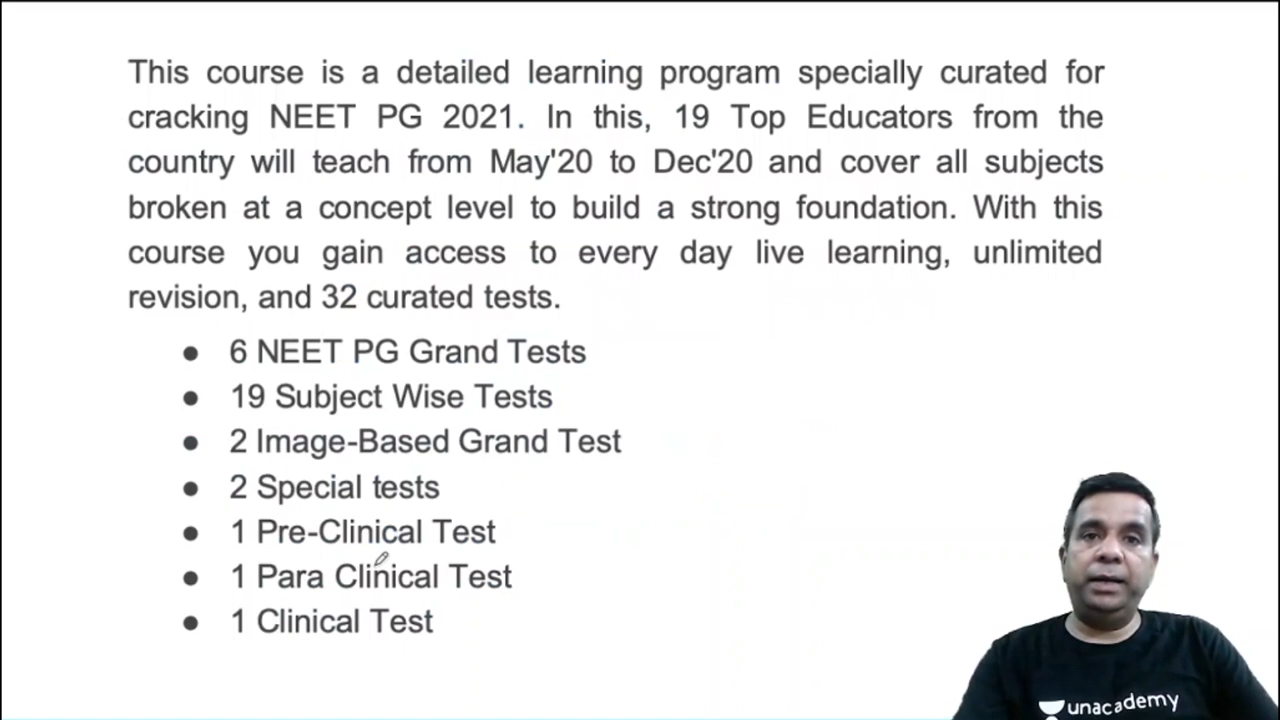 This course is a detailed learning program specially curated for
cracking NEET PG 2021. In this, 19 Top Educators from the
country will teach from May'20 to Dec'20 and cover all subjects
broken at a concept level to build a strong foundation. With this
course you gain access to every day live learning, unlimited
revision, and 32 curated tests.
● 6 NEET PG Grand Tests
● 19 Subject Wise Tests
● 2 Image-Based Grand Test
● 2 Special tests
● 1 Pre-Clinical Test
● 1 Para Clinical Test
● 1 Clinical Test
unacademy